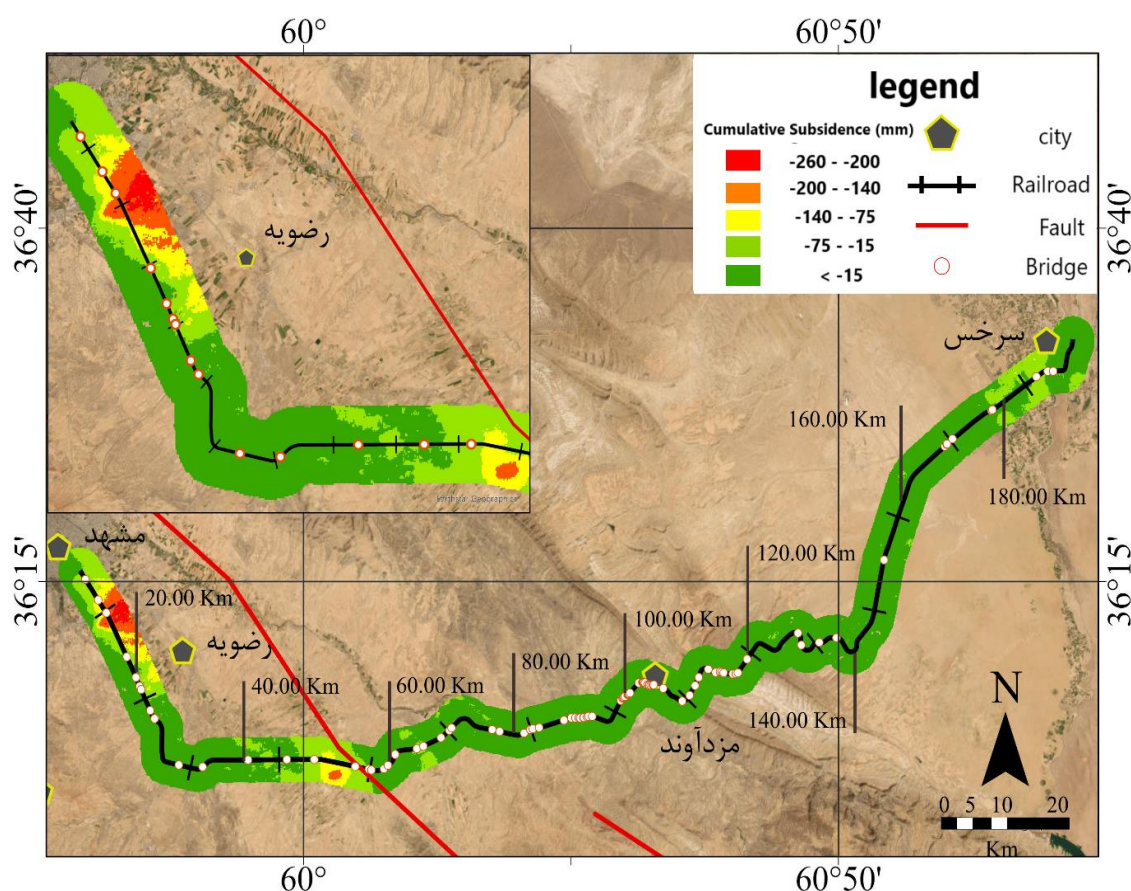 60°
60°50'
36°40'
36°40'
36°15'
36°15'
60°
60°50'
legend
Cumulative Subsidence (mm)
-260 - -200
-200 - -140
-140 - -75
-75 - -15
< -15
city
Railroad
Fault
Bridge
رضویه
سرخس
160.00 Km
180.00 Km
مشهد
20.00 Km
رضویه
120.00 Km
100.00 Km
80.00 Km
40.00 Km
60.00 Km
مزدآوند
140.00 Km
N
0 5 10 20
Km